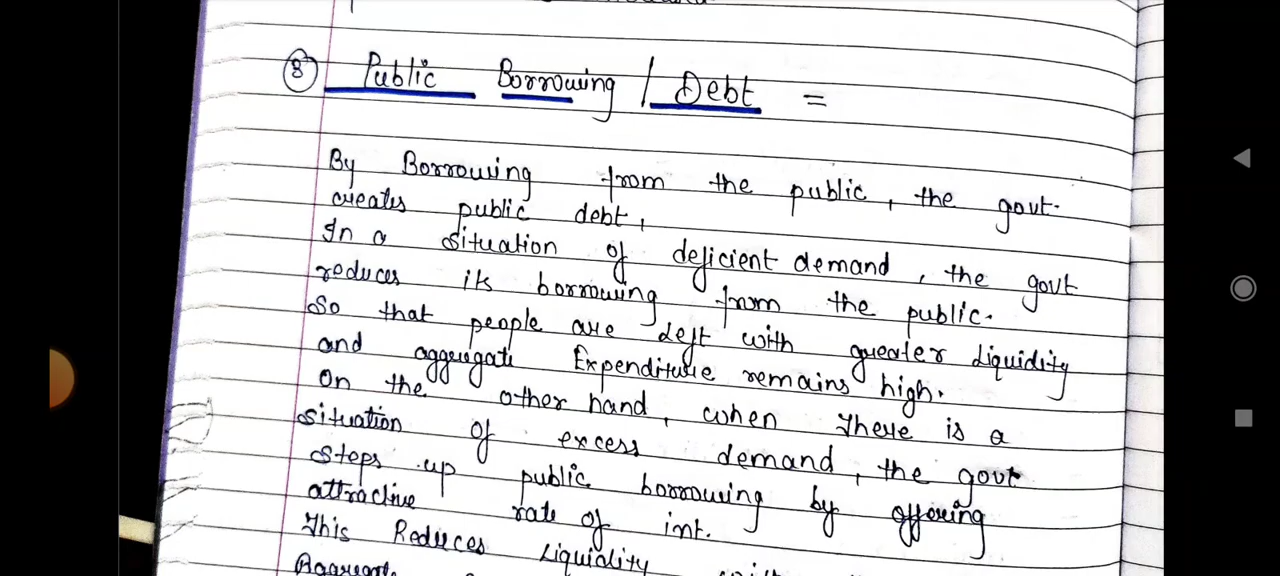 8 Public Borrowing / Debt =
By Borrowing from the public, the govt.
creates public debt,
In a situation of deficient demand, the govt
reduces its borrowing from the public.
So that people are left with greater liquidity
and aggregate Expenditure remains high.
On the other hand, when there is a
situation of excess demand, the govt
steps up public borrowing by offering
attractive rate of int.
This Reduces Liquidity
Aggregate